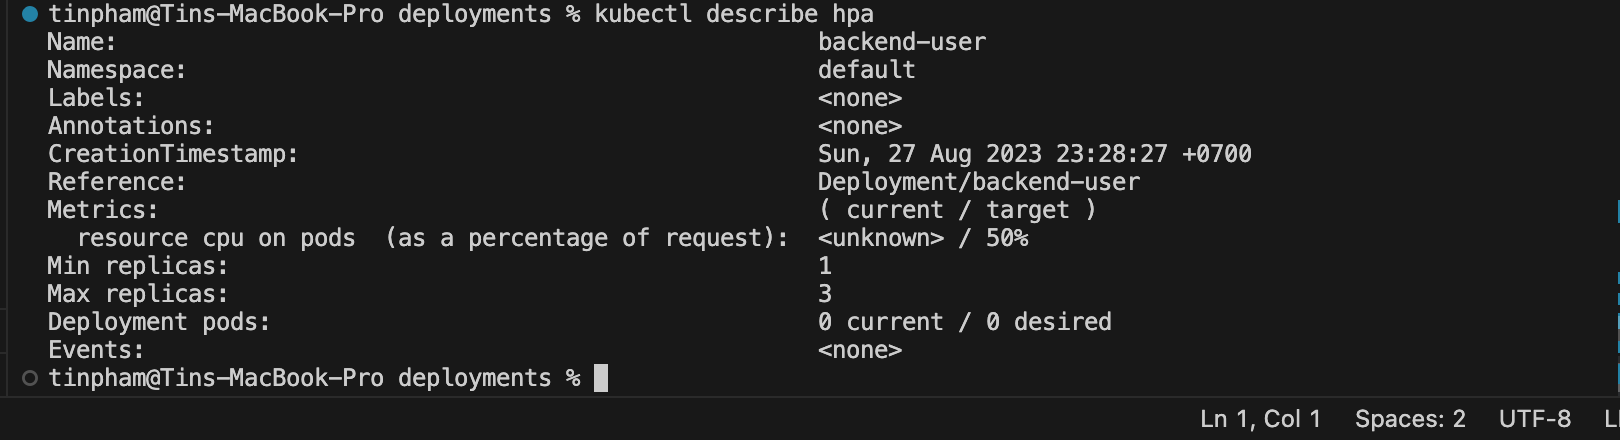 tinpham@Tins-MacBook-Pro deployments % kubectl describe hpa
Name: backend-user
Namespace: default
Labels: <none>
Annotations: <none>
CreationTimestamp: Sun, 27 Aug 2023 23:28:27 +0700
Reference: Deployment/backend-user
Metrics: ( current / target )
resource cpu on pods (as a percentage of request): <unknown> / 50%
Min replicas: 1
Max replicas: 3
Deployment pods: 0 current / 0 desired
Events: <none>
tinpham@Tins-MacBook-Pro deployments %
Ln 1, Col 1 Spaces: 2 UTF-8